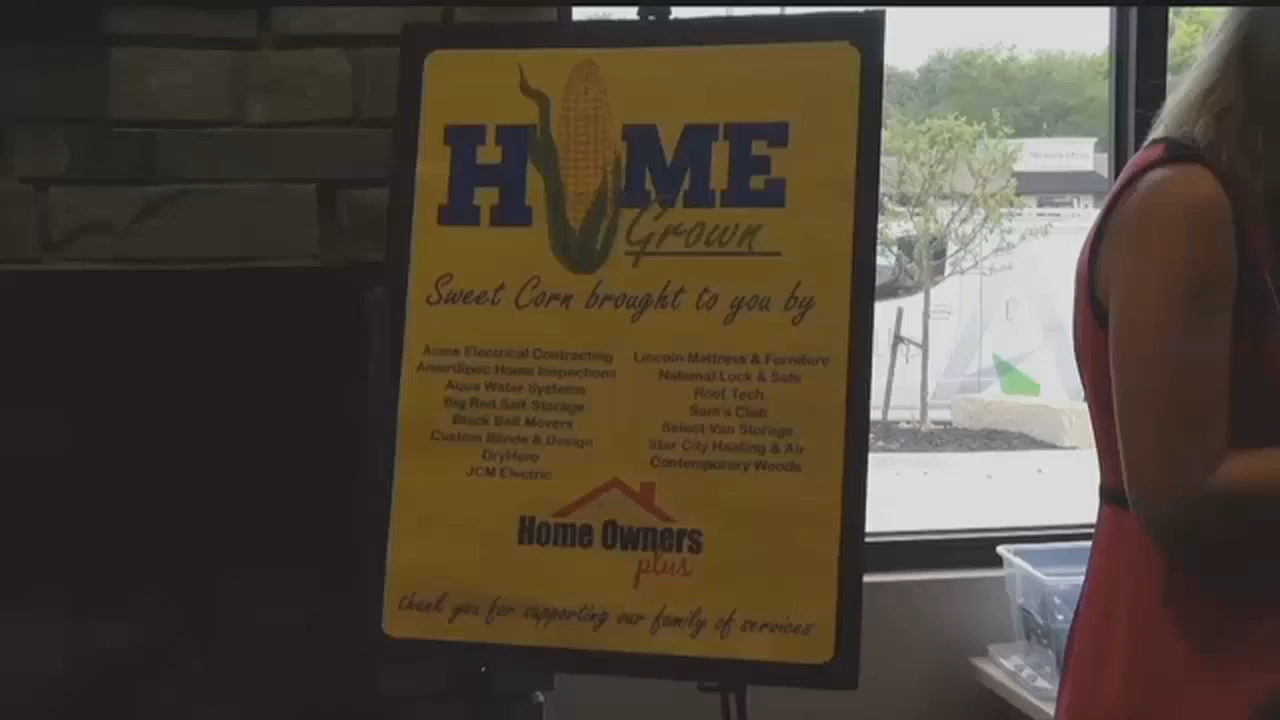 HOME
Grown
Sweet Corn brought to you by
Acme Electrical Contracting
AmeriSpec Home Inspections
Aqua Water Systems
Big Red Self Storage
Black Bell Movers
Custom Blinds & Design
DryHero
JCM Electric
Lincoln Mattress & Furniture
National Lock & Safe
Roof Tech
Sam's Club
Select Van Storage
Star City Heating & Air
Contemporary Woods
Home Owners
plus
thank you for supporting our family of services